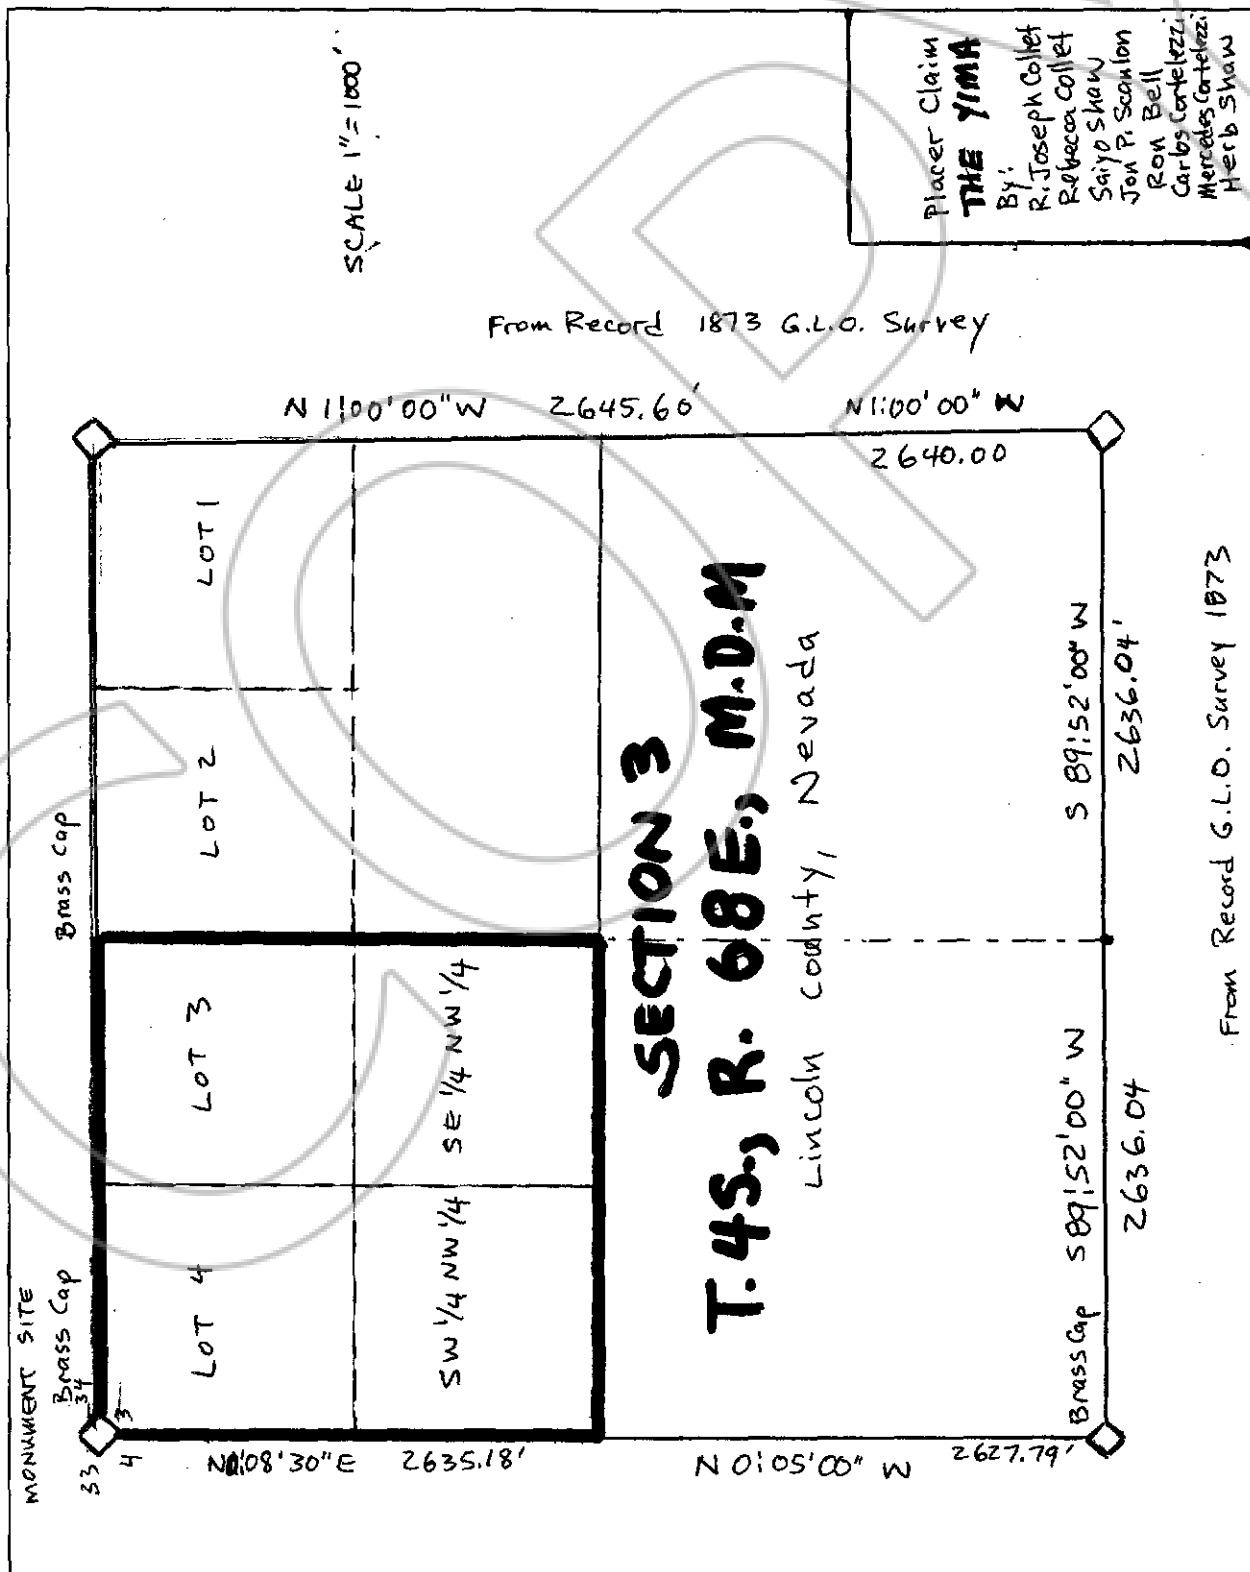 SCALE 1"=1000'
Placer Claim
THE YIMA
By:
R. Joseph Collet
Rebecca Collet
Saiyo Shaw
Jon P. Scanlon
Ron Bell
Carlos Cortelezzi
Mercedes Cortelezzi
Herb Shaw
From Record 1873 G.L.O. Survey
N 1:00'00" W 2645.60'
N1:00'00" W
2640.00
MONUMENT SITE
Brass Cap
Brass Cap
33
34
4
3
LOT 4
LOT 3
LOT 2
LOT 1
SW 1/4 NW 1/4
SE 1/4 NW 1/4
SECTION 3
T. 4S., R. 68E., M.D.M
Lincoln County, Nevada
N0:08'30"E 2635.18'
N 0:05'00" W 2627.79'
Brass Cap
S89:52'00" W
2636.04
S 89:52'00" W
2636.04'
From Record G.L.O. Survey 1873
COP